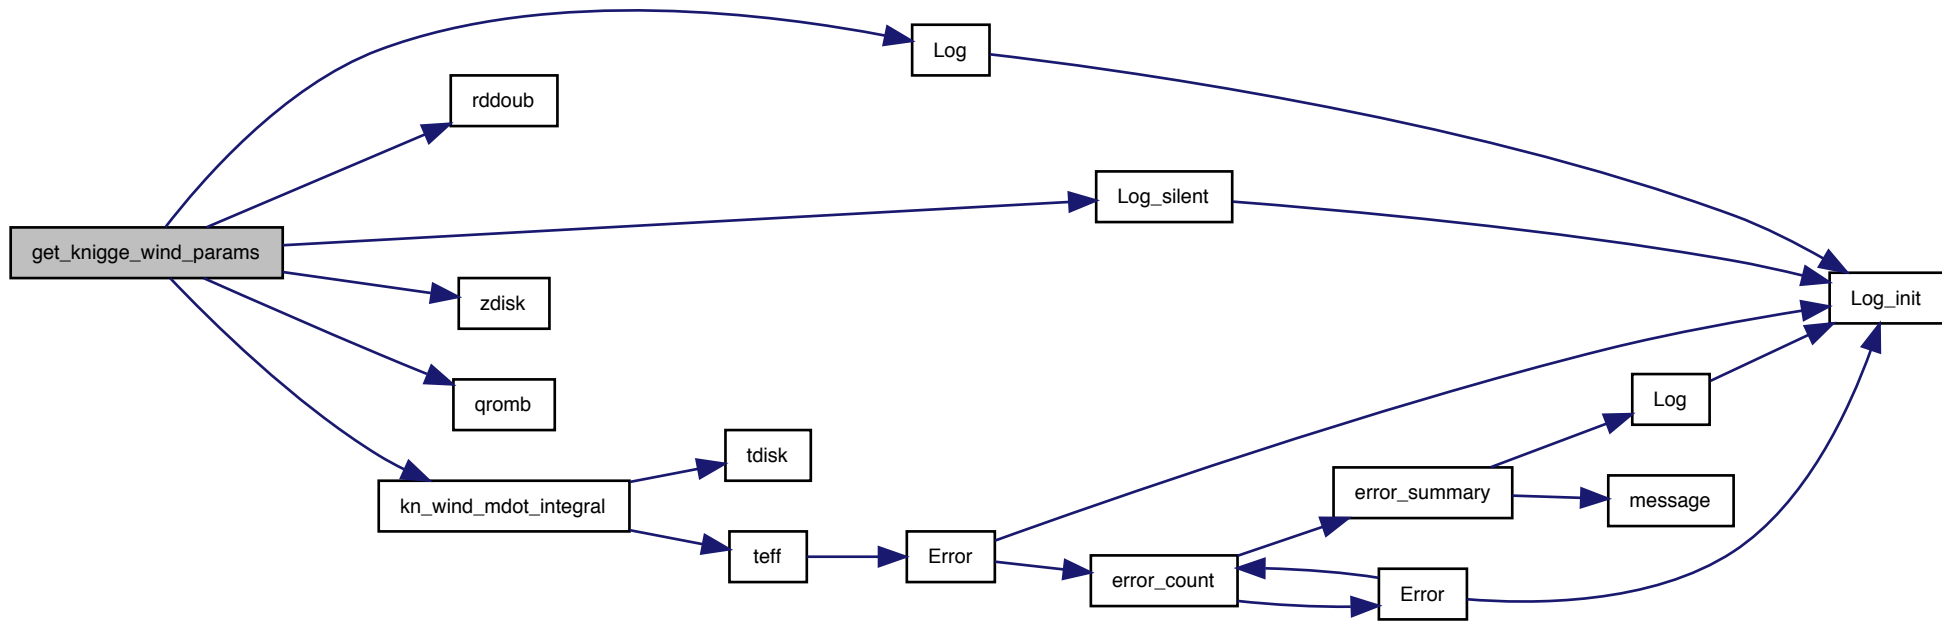 Log
rddoub
Log_silent
get_knigge_wind_params
zdisk
Log_init
qromb
Log
tdisk
error_summary
message
kn_wind_mdot_integral
teff
Error
error_count
Error